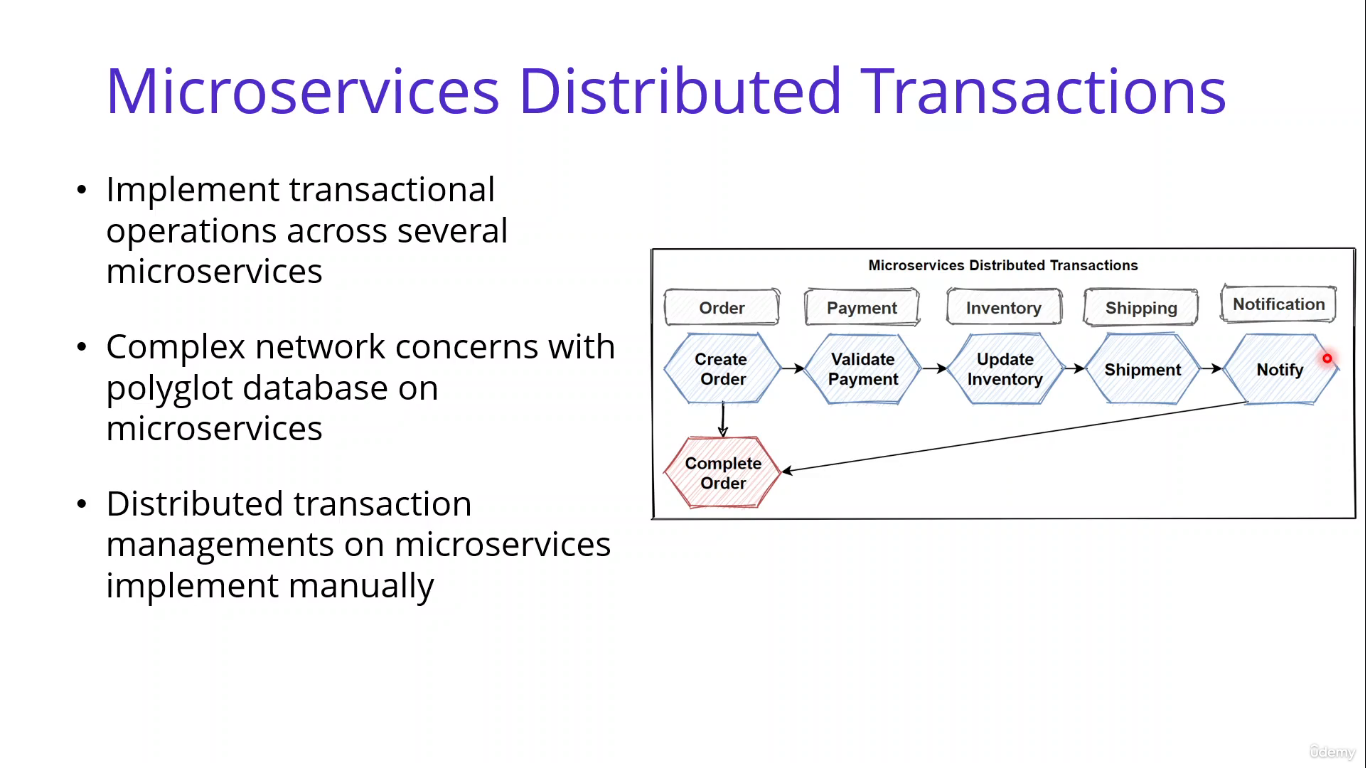 Microservices Distributed Transactions
• Implement transactional
operations across several
microservices
• Complex network concerns with
polyglot database on
microservices
• Distributed transaction
managements on microservices
implement manually
Microservices Distributed Transactions
Order
Payment
Inventory
Shipping
Notification
Create
Order
Validate
Payment
Update
Inventory
Shipment
Notify
Complete
Order
ûdemy